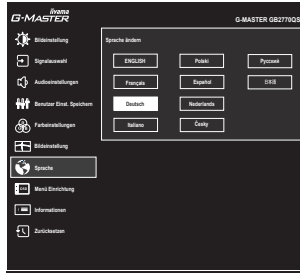 iiyama
G-MASTER
G-MASTER GB2770QS
Bildeinstellung
Signalauswahl
Audioeinstellungen
Benutzer Einst. Speichern
Farbeinstellungen
Bildeinstellung
Sprache
OSD
Menü Einrichtung
Informationen
Zurücksetzen
Sprache ändern
ENGLISH
Polski
Русский
Français
Español
日本語
Deutsch
Nederlands
Italiano
Česky